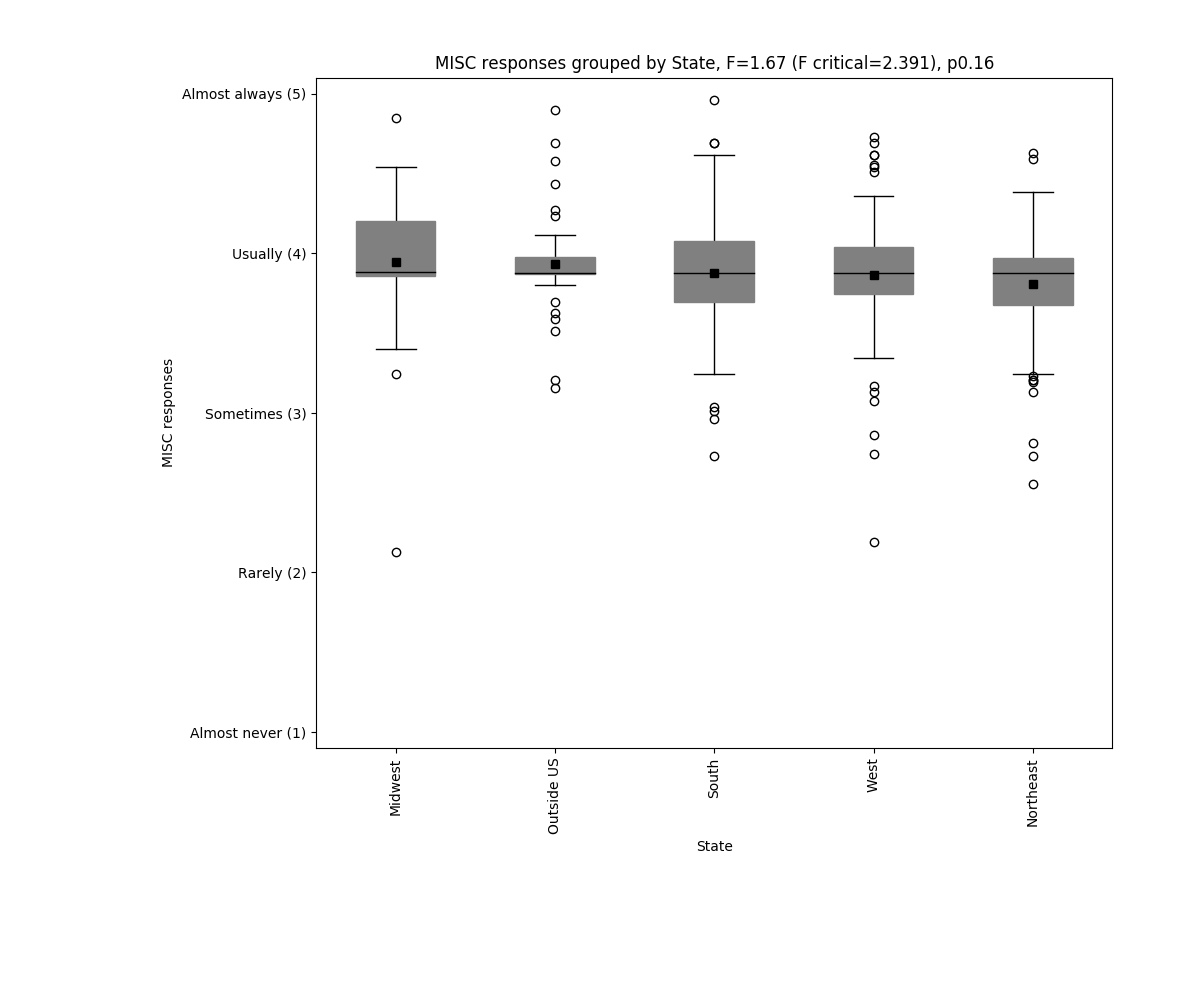 MISC responses grouped by State, F=1.67 (F critical=2.391), p0.16
Almost always (5)
Usually (4)
Sometimes (3)
Rarely (2)
Almost never (1)
MISC responses
Midwest
Outside US
South
West
Northeast
State